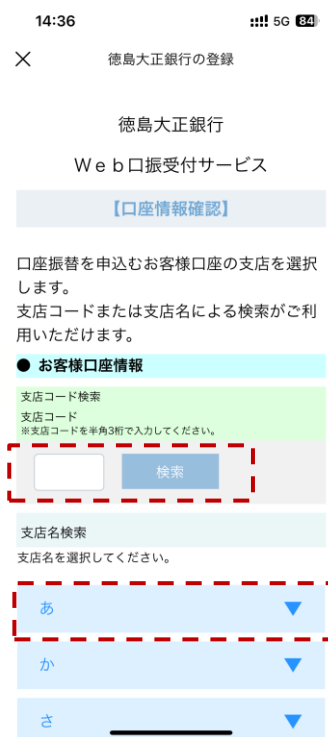 14:36
5G 84
徳島大正銀行の登録
徳島大正銀行
Ｗｅｂ口振受付サービス
【口座情報確認】
口座振替を申込むお客様口座の支店を選択
します。
支店コードまたは支店名による検索がご利
用いただけます。
● お客様口座情報
支店コード検索
支店コード
※支店コードを半角3桁で入力してください。
検索
支店名検索
支店名を選択してください。
あ
か
さ